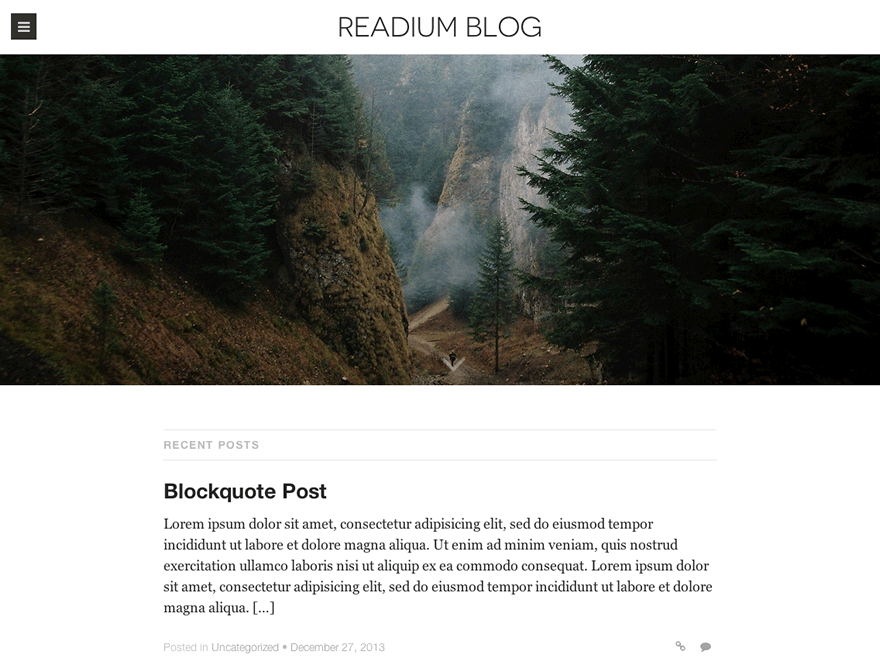 READIUM BLOG
RECENT POSTS
Blockquote Post
Lorem ipsum dolor sit amet, consectetur adipisicing elit, sed do eiusmod tempor
incididunt ut labore et dolore magna aliqua. Ut enim ad minim veniam, quis nostrud
exercitation ullamco laboris nisi ut aliquip ex ea commodo consequat. Lorem ipsum dolor
sit amet, consectetur adipisicing elit, sed do eiusmod tempor incididunt ut labore et dolore
magna aliqua. [...]
Posted in Uncategorized • December 27, 2013